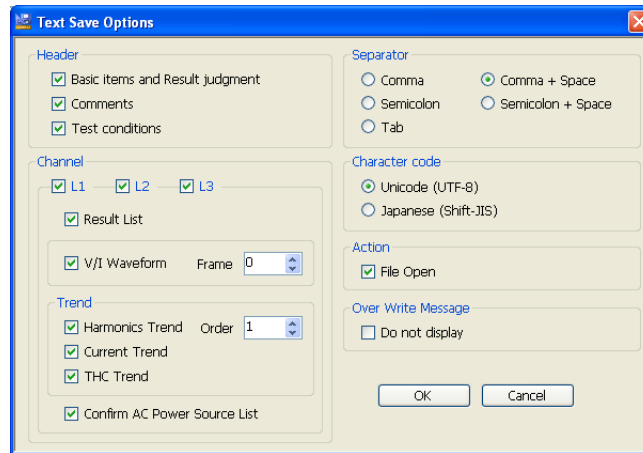 Text Save Options
Header
Basic items and Result judgment
Comments
Test conditions
Channel
L1 L2 L3
Result List
V/I Waveform Frame 0
Trend
Harmonics Trend Order 1
Current Trend
THC Trend
Confirm AC Power Source List
Separator
Comma Comma + Space
Semicolon Semicolon + Space
Tab
Character code
Unicode (UTF-8)
Japanese (Shift-JIS)
Action
File Open
Over Write Message
Do not display
OK Cancel